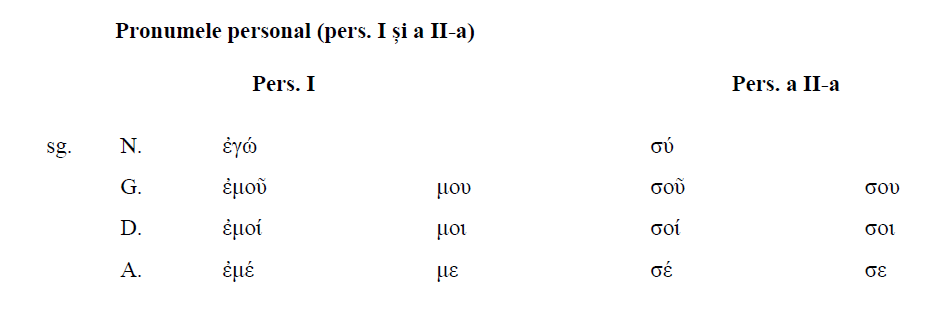 Pronumele personal (pers. I și a II-a)
Pers. I Pers. a II-a
sg. N. ἐγώ σύ
G. ἐμοῦ μου σοῦ σου
D. ἐμοί μοι σοί σοι
A. ἐμέ με σέ σε